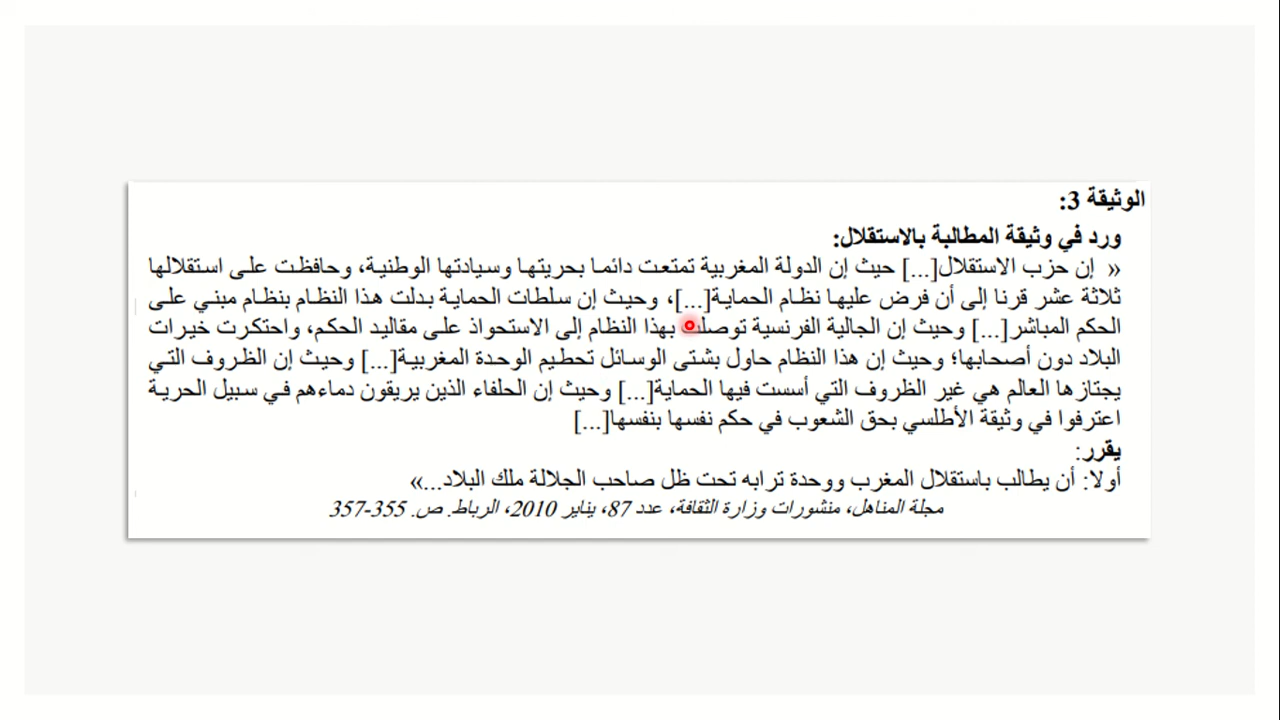 الوثيقة 3:
ورد في وثيقة المطالبة بالاستقلال:
« إن حزب الاستقلال[...] حيث إن الدولة المغربية تمتعت دائما بحريتها وسيادتها الوطنية، وحافظت على استقلالها
ثلاثة عشر قرنا إلى أن فرض عليها نظام الحماية[...]، وحيث إن سلطات الحماية بدلت هذا النظام بنظام مبني على
الحكم المباشر[...] وحيث إن الجالية الفرنسية توصلت بهذا النظام إلى الاستحواذ على مقاليد الحكم، واحتكرت خيرات
البلاد دون أصحابها؛ وحيث إن هذا النظام حاول بشتى الوسائل تحطيم الوحدة المغربية[...] وحيث إن الظروف التي
يجتازها العالم هي غير الظروف التي أسست فيها الحماية[...] وحيث إن الحلفاء الذين يريقون دماءهم في سبيل الحرية
اعترفوا في وثيقة الأطلسي بحق الشعوب في حكم نفسها بنفسها[...]
يقرر:
أولا: أن يطالب باستقلال المغرب ووحدة ترابه تحت ظل صاحب الجلالة ملك البلاد...»
مجلة المناهل، منشورات وزارة الثقافة، عدد 87، يناير 2010، الرباط. ص. 355-357